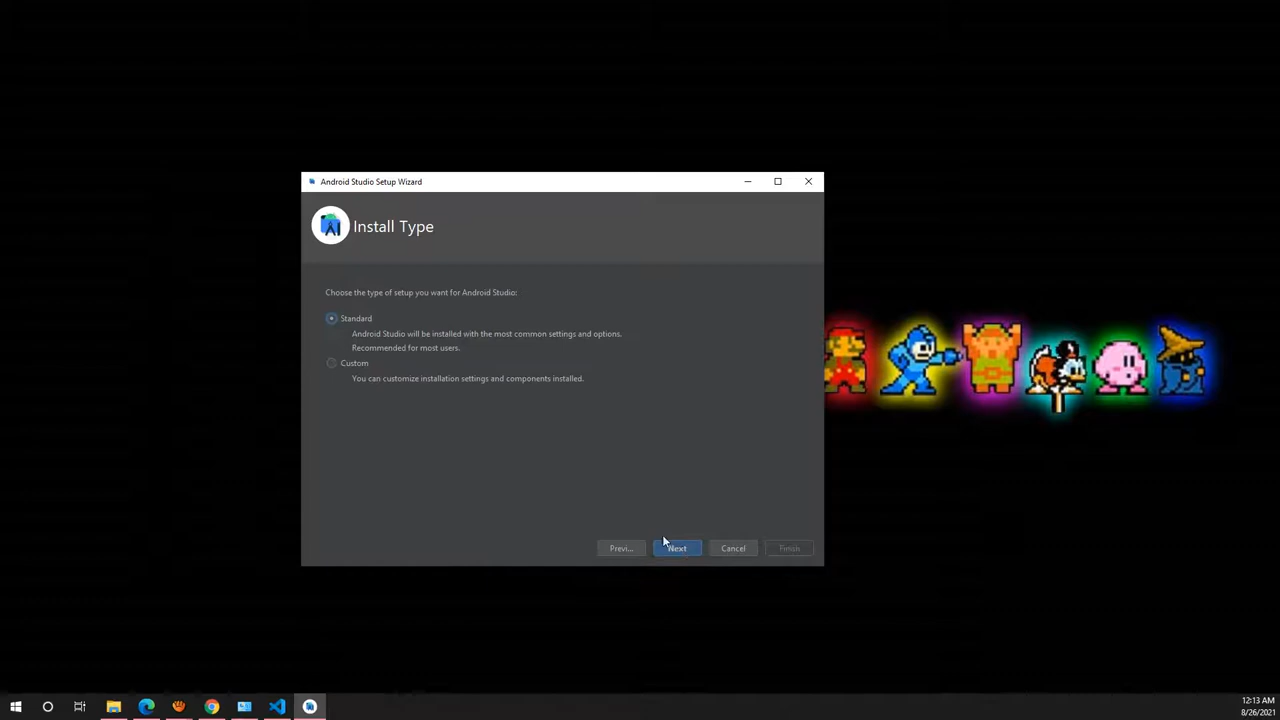 Android Studio Setup Wizard
Install Type
Choose the type of setup you want for Android Studio:
Standard
Android Studio will be installed with the most common settings and options.
Recommended for most users.
Custom
You can customize installation settings and components installed.
Previ...
Next
Cancel
Finish
12:13 AM
8/26/2021